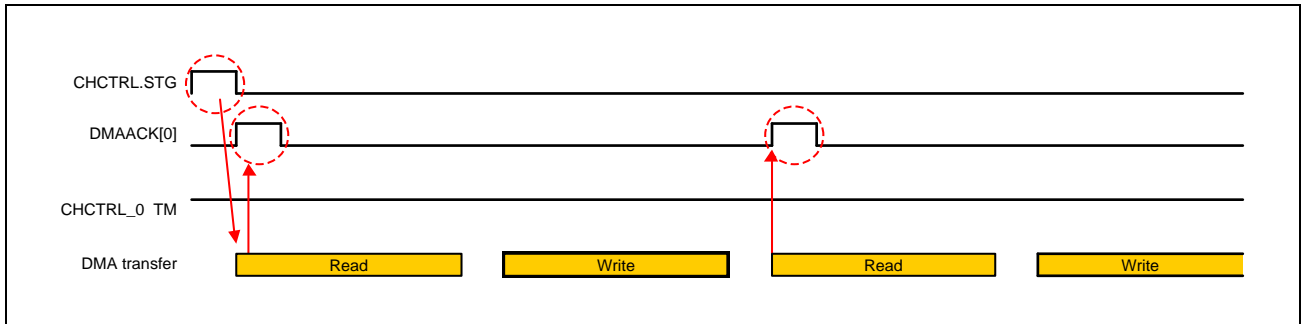 CHCTRL.STG
DMAACK[0]
CHCTRL_0 TM
DMA transfer Read Write Read Write